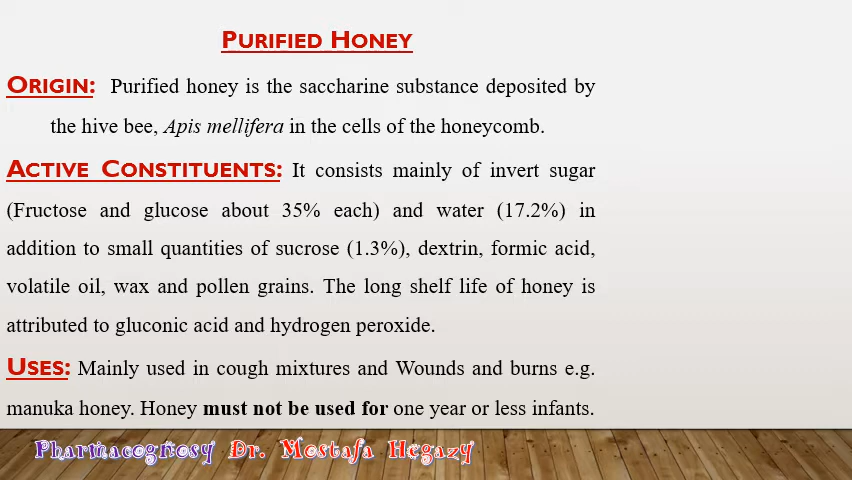 PURIFIED HONEY
ORIGIN: Purified honey is the saccharine substance deposited by
the hive bee, Apis mellifera in the cells of the honeycomb.
ACTIVE CONSTITUENTS: It consists mainly of invert sugar
(Fructose and glucose about 35% each) and water (17.2%) in
addition to small quantities of sucrose (1.3%), dextrin, formic acid,
volatile oil, wax and pollen grains. The long shelf life of honey is
attributed to gluconic acid and hydrogen peroxide.
USES: Mainly used in cough mixtures and Wounds and burns e.g.
manuka honey. Honey must not be used for one year or less infants.
Pharmacognosy Dr. Mostafa Hegazy